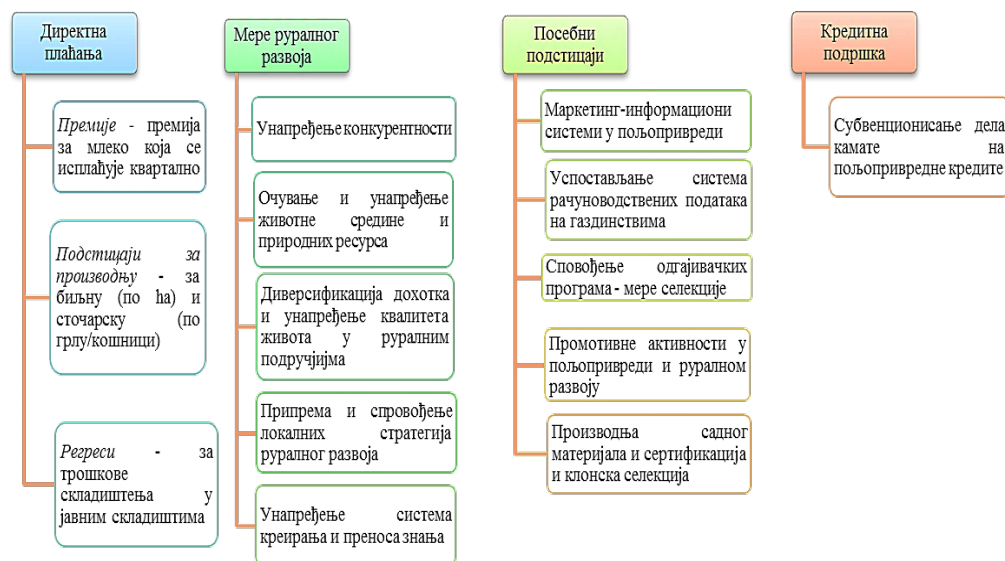 Директна
плаћања
Премије - премија
за млеко која се
исплаћује квартално
Подстицаји за
производњу - за
биљну (по ha) и
сточарску (по
грлу/кошници)
Регреси - за
трошкове
складиштења у
јавним складиштима
Мере руралног
развоја
Унапређење конкурентности
Очување и унапређење
животне средине и
природних ресурса
Диверсификација дохотка
и унапређење квалитета
живота у руралним
подручјијма
Припрема и спровођење
локалних стратегија
руралног развоја
Унапређење система
креирања и преноса знања
Посебни
подстицаји
Маркетинг-информациони
системи у пољопривреди
Успостављање система
рачуноводствених података
на газдинствима
Сповођење одгајивачких
програма - мере селекције
Промотивне активности у
пољопривреди и руралном
развоју
Производња садног
материјала и сертификација
и клонска селекција
Кредитна
подршка
Субвенционисање дела
камате на
пољопривредне кредите